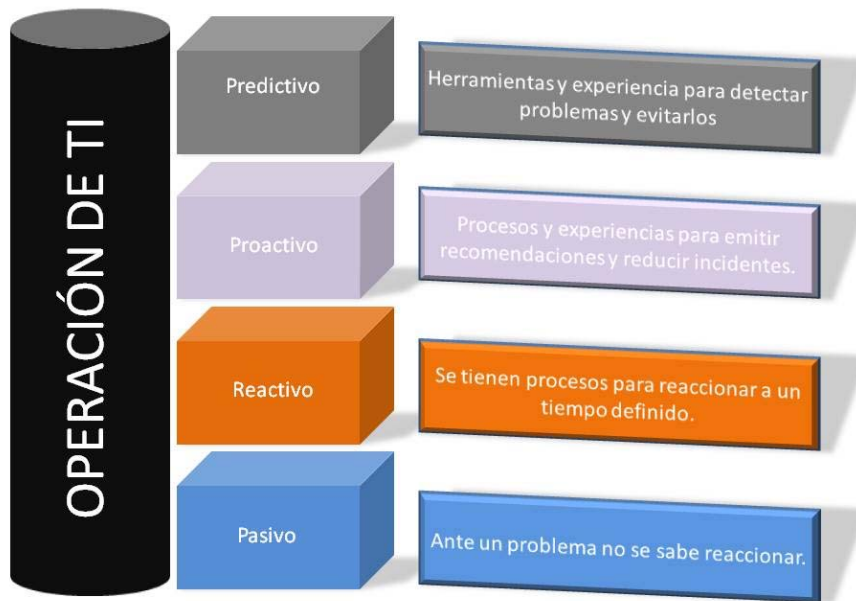 OPERACIÓN DE TI
Predictivo
Herramientas y experiencia para detectar
problemas y evitarlos
Proactivo
Procesos y experiencias para emitir
recomendaciones y reducir incidentes.
Reactivo
Se tienen procesos para reaccionar a un
tiempo definido.
Pasivo
Ante un problema no se sabe reaccionar.